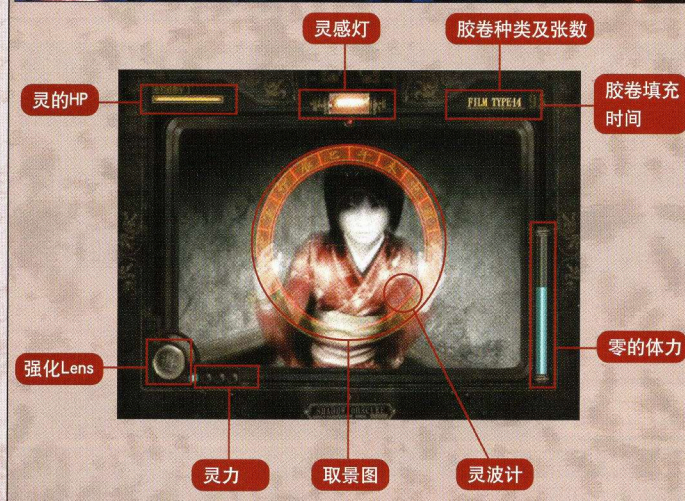 灵感灯
胶卷种类及张数
灵的HP
胶卷填充
时间
FILM TYPE-14
零的体力
强化Lens
灵力
取景图
灵波计